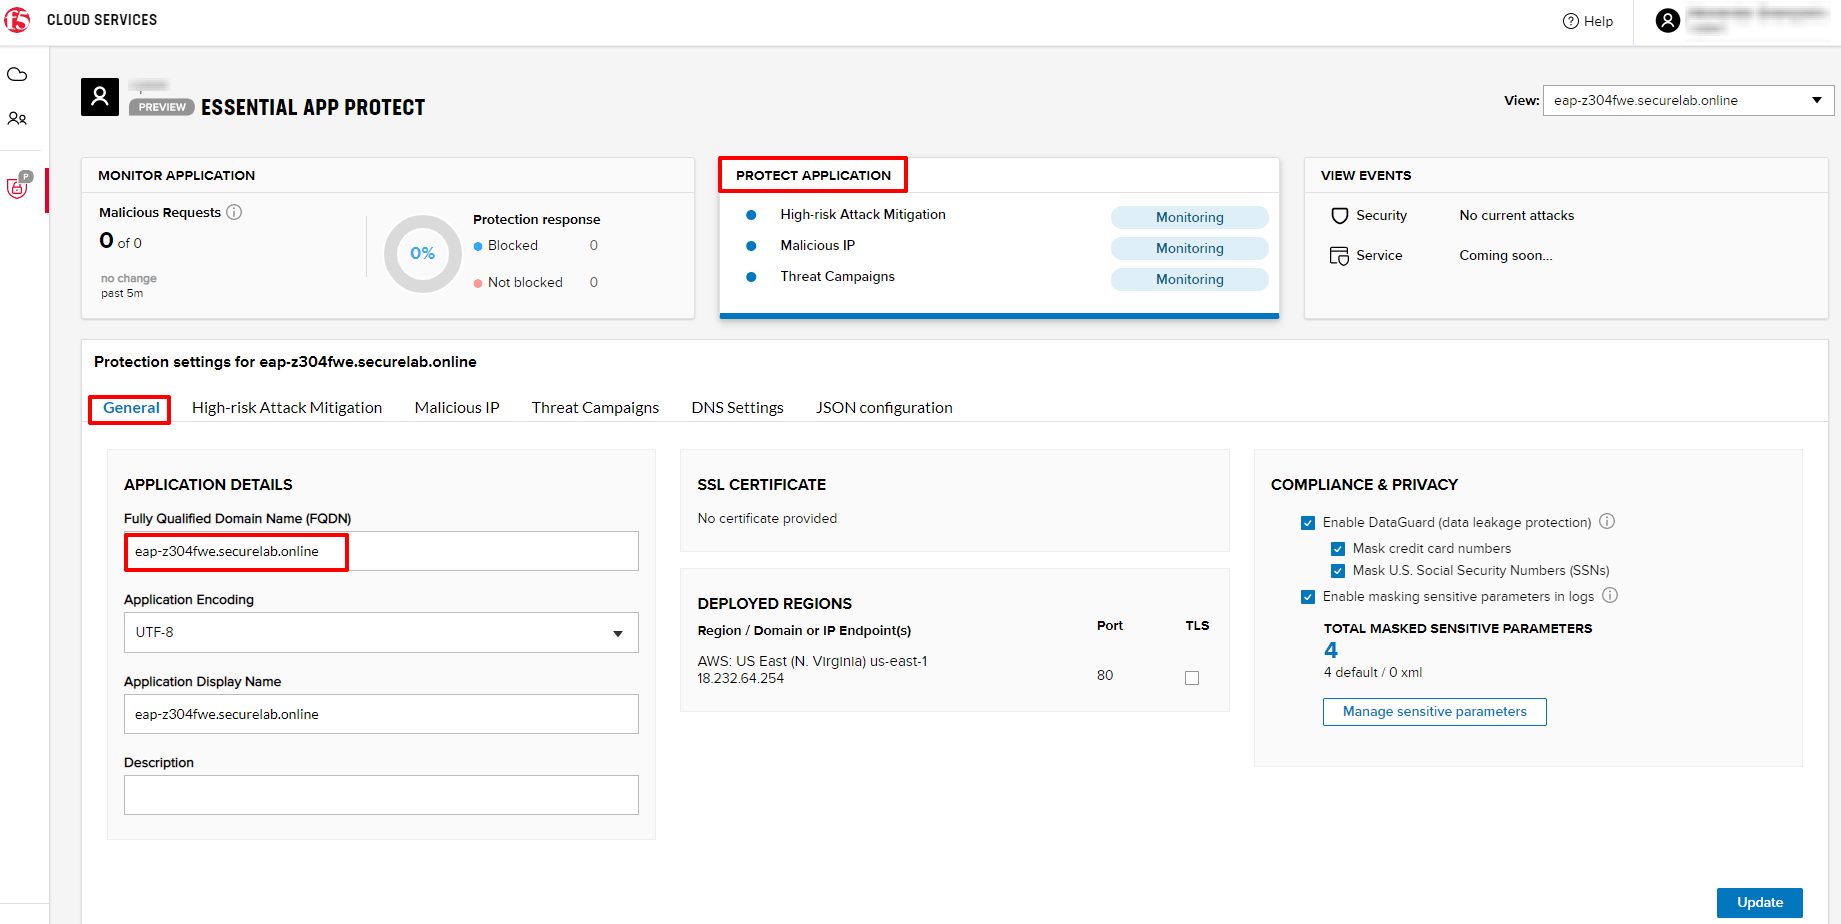 f5 CLOUD SERVICES
Help
P
PREVIEW ESSENTIAL APP PROTECT
View: eap-z304fwe.securelab.online
MONITOR APPLICATION
Malicious Requests
0 of 0
no change
past 5m
0%
Protection response
Blocked 0
Not blocked 0
PROTECT APPLICATION
High-risk Attack Mitigation Monitoring
Malicious IP Monitoring
Threat Campaigns Monitoring
VIEW EVENTS
Security No current attacks
Service Coming soon...
Protection settings for eap-z304fwe.securelab.online
General High-risk Attack Mitigation Malicious IP Threat Campaigns DNS Settings JSON configuration
APPLICATION DETAILS
Fully Qualified Domain Name (FQDN)
eap-z304fwe.securelab.online
Application Encoding
UTF-8
Application Display Name
eap-z304fwe.securelab.online
Description
SSL CERTIFICATE
No certificate provided
DEPLOYED REGIONS
Region / Domain or IP Endpoint(s) Port TLS
AWS: US East (N. Virginia) us-east-1
18.232.64.254 80
COMPLIANCE & PRIVACY
Enable DataGuard (data leakage protection)
Mask credit card numbers
Mask U.S. Social Security Numbers (SSNs)
Enable masking sensitive parameters in logs
TOTAL MASKED SENSITIVE PARAMETERS
4
4 default / 0 xml
Manage sensitive parameters
Update